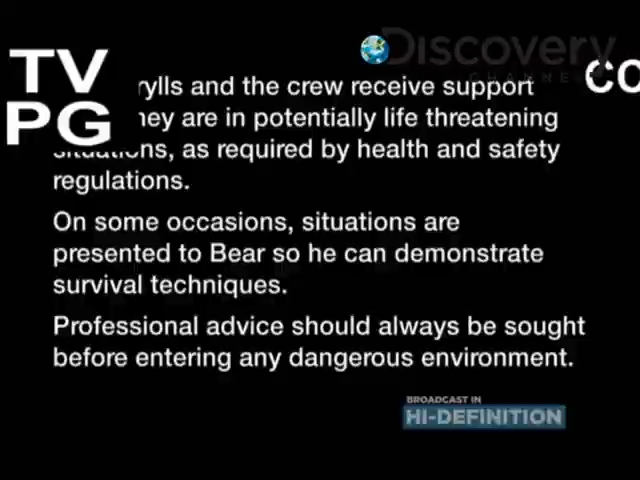 TV
PG
Discovery
CHANNEL
CO
rylls and the crew receive support
hey are in potentially life threatening
situations, as required by health and safety
regulations.
On some occasions, situations are
presented to Bear so he can demonstrate
survival techniques.
Professional advice should always be sought
before entering any dangerous environment.
BROADCAST IN
HI-DEFINITION